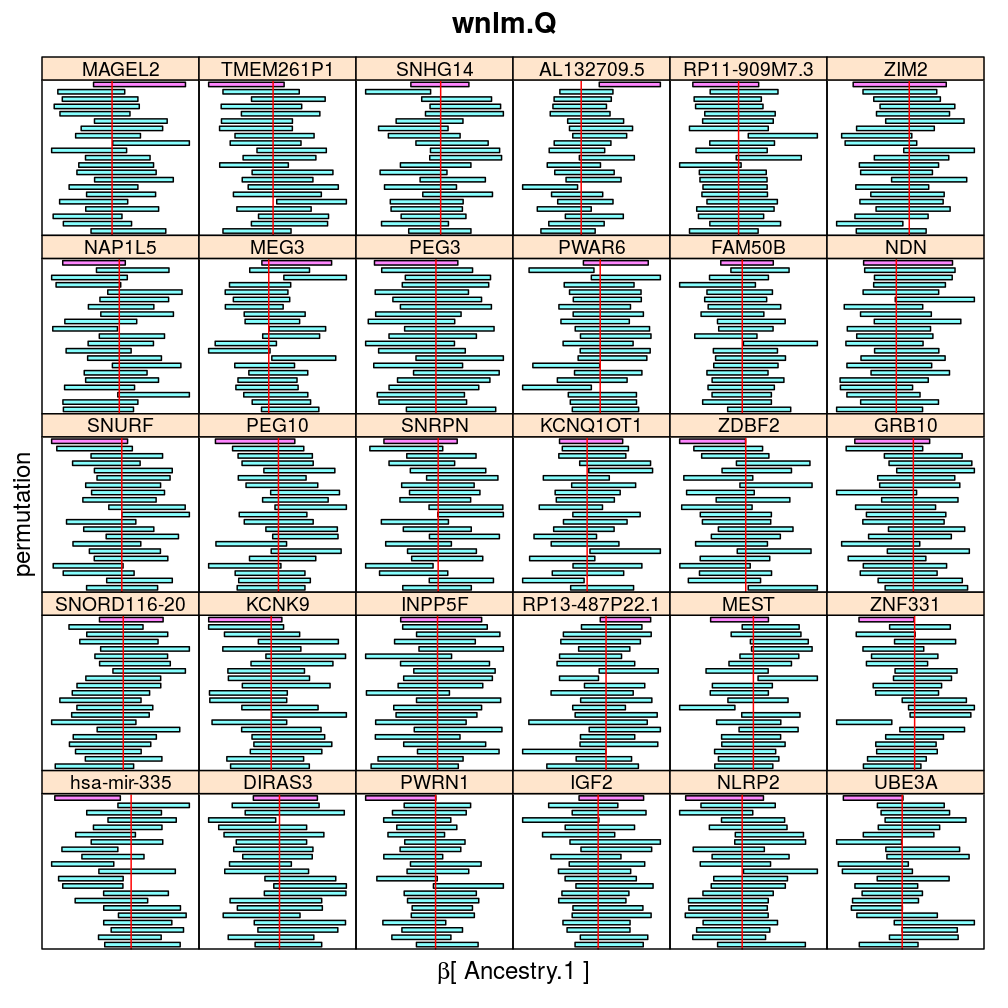 wnlm.Q
MAGEL2 TMEM261P1 SNHG14 AL132709.5 RP11-909M7.3 ZIM2
NAP1L5 MEG3 PEG3 PWAR6 FAM50B NDN
SNURF PEG10 SNRPN KCNQ1OT1 ZDBF2 GRB10
permutation
SNORD116-20 KCNK9 INPP5F RP13-487P22.1 MEST ZNF331
hsa-mir-335 DIRAS3 PWRN1 IGF2 NLRP2 UBE3A
β[ Ancestry.1 ]